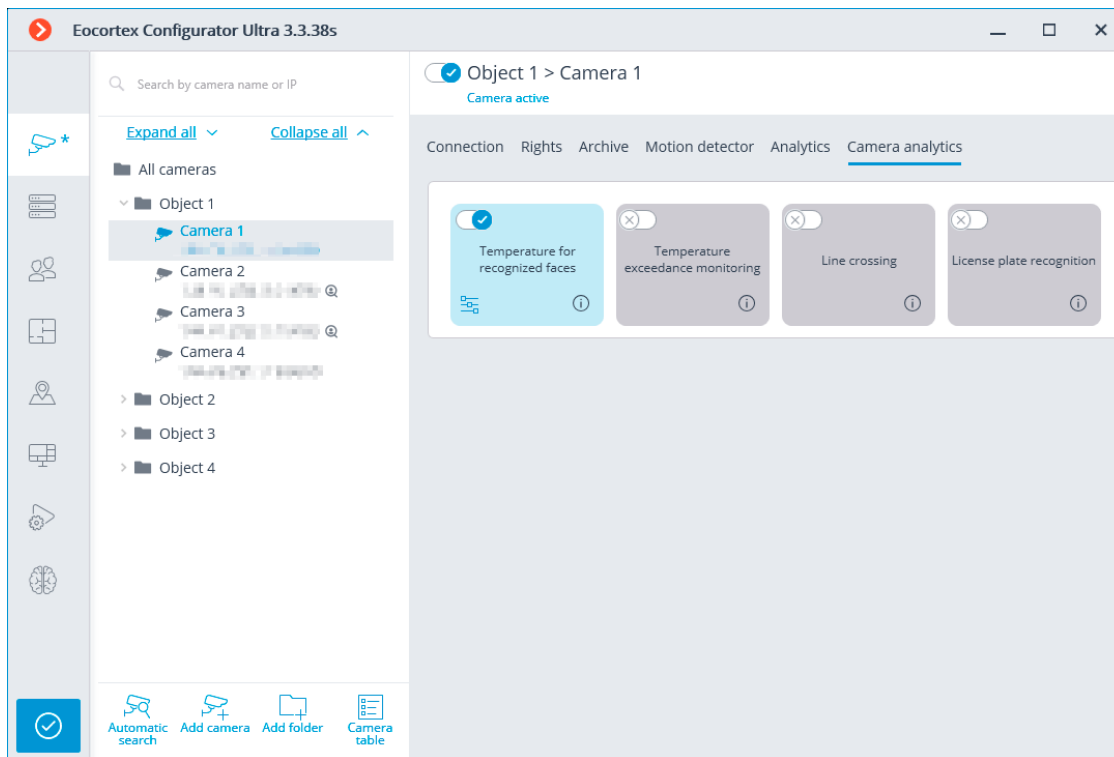 Eocortex Configurator Ultra 3.3.38s
Search by camera name or IP
Expand all
Collapse all
All cameras
Object 1
Camera 1
Camera 2
Camera 3
Camera 4
Object 2
Object 3
Object 4
Automatic
search
Add camera
Add folder
Camera
table
Object 1 > Camera 1
Camera active
Connection Rights Archive Motion detector Analytics Camera analytics
Temperature for
recognized faces
Temperature
exceedance monitoring
Line crossing
License plate recognition